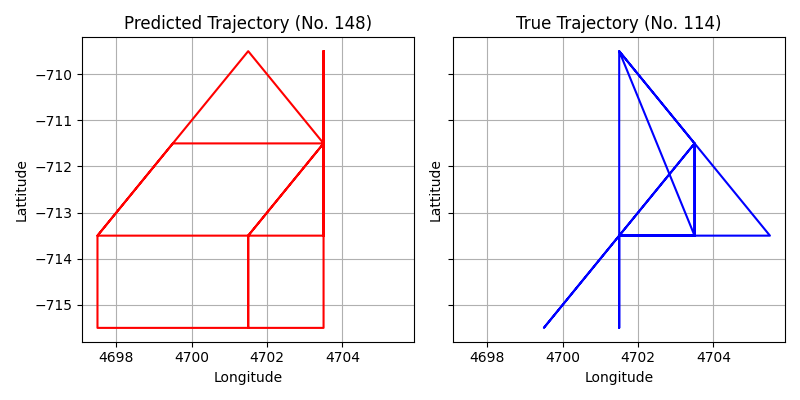 Predicted Trajectory (No. 148)
True Trajectory (No. 114)
−710
−711
−712
−713
−714
−715
Lattitude
Lattitude
4698 4700 4702 4704
4698 4700 4702 4704
Longitude
Longitude